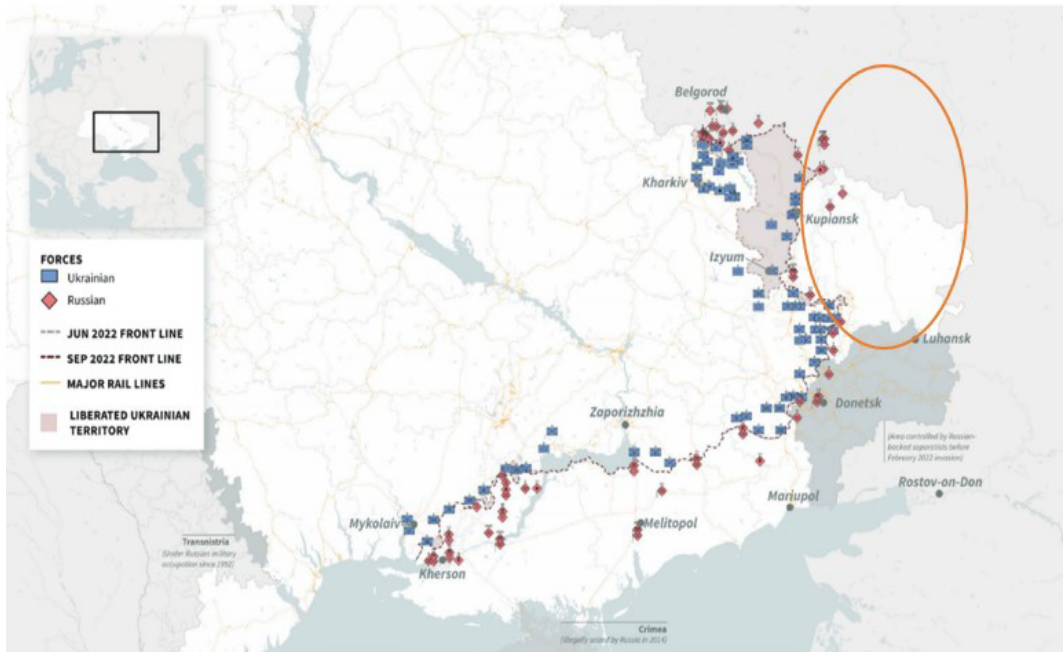 Belgorod
Kharkiv
Kupiansk
Izyum
FORCES
Ukrainian
Russian
JUN 2022 FRONT LINE
SEP 2022 FRONT LINE
MAJOR RAIL LINES
LIBERATED UKRAINIAN
TERRITORY
Luhansk
Zaporizhzhia
Donetsk
(Area controlled by Russian-
backed separatists before
February 2022 invasion)
Rostov-on-Don
Mariupol
Mykolaiv
Melitopol
Transnistria
(Under Russian military
occupation since 1992)
Kherson
Crimea
(Illegally seized by Russia in 2014)